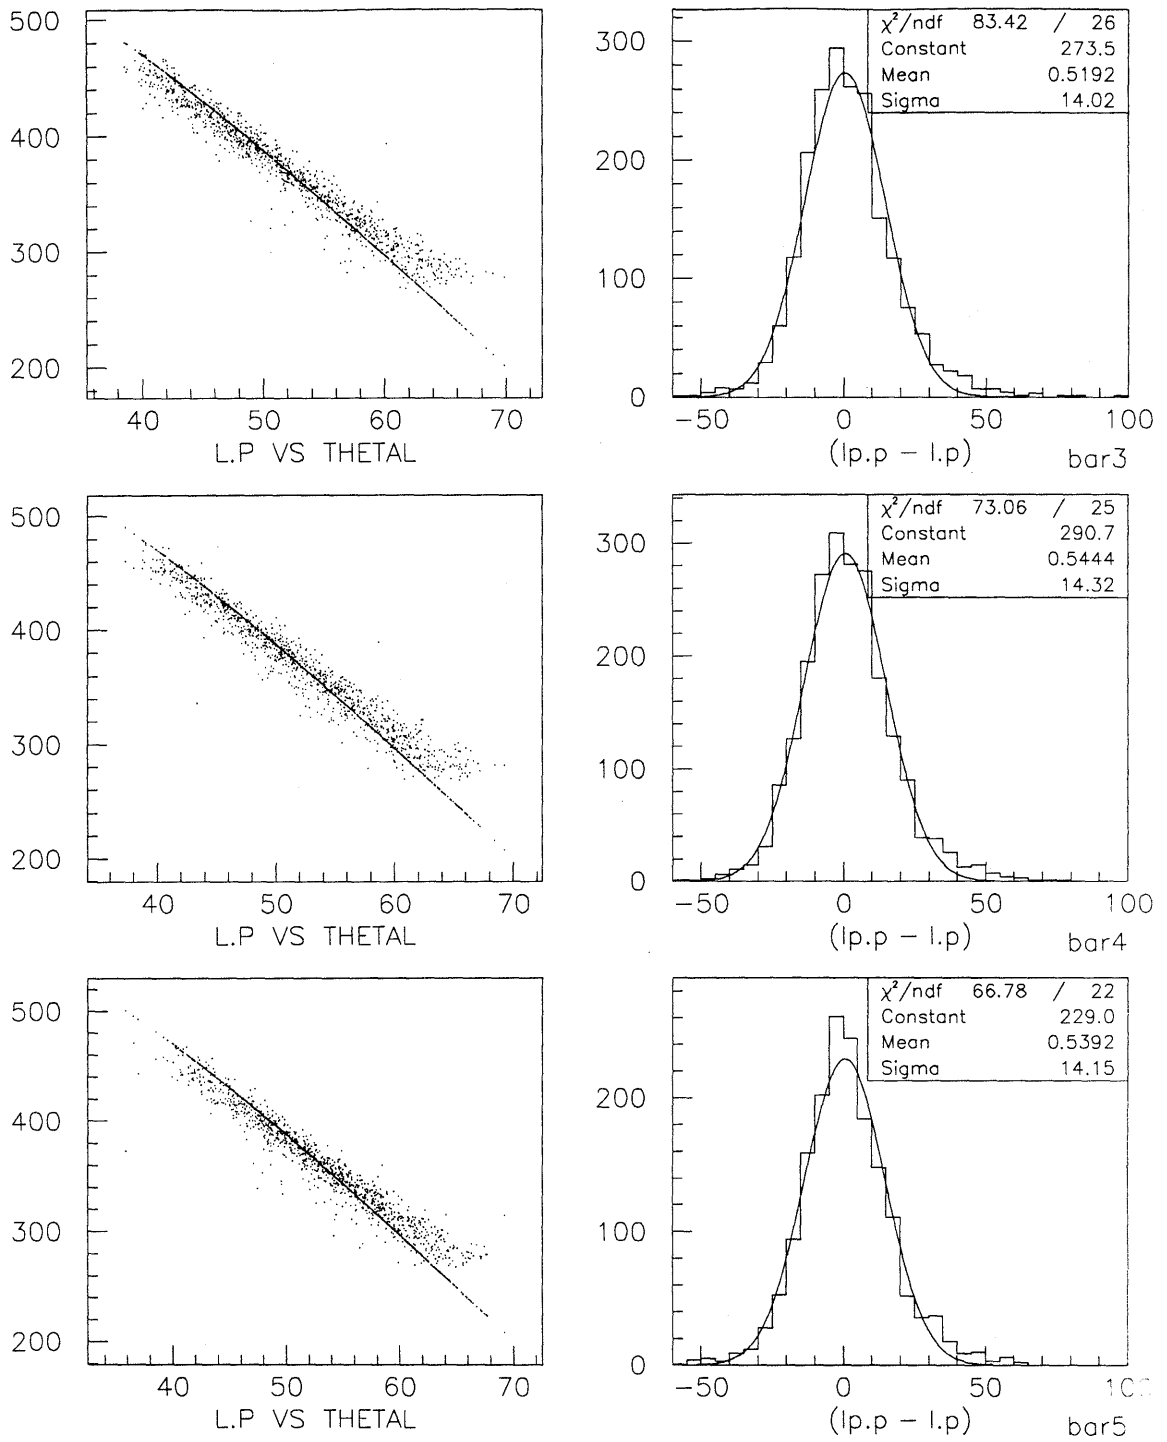 500
400
300
200
40 50 60 70
L.P VS THETAL
300
200
100
0
−50 0 50 100
(lp.p − l.p)
bar3
χ²/ndf 83.42 / 26
Constant 273.5
Mean 0.5192
Sigma 14.02
500
400
300
200
40 50 60 70
L.P VS THETAL
300
200
100
0
−50 0 50 100
(lp.p − l.p)
bar4
χ²/ndf 73.06 / 25
Constant 290.7
Mean 0.5444
Sigma 14.32
500
400
300
200
40 50 60 70
L.P VS THETAL
200
100
0
−50 0 50 100
(lp.p − l.p)
bar5
χ²/ndf 66.78 / 22
Constant 229.0
Mean 0.5392
Sigma 14.15